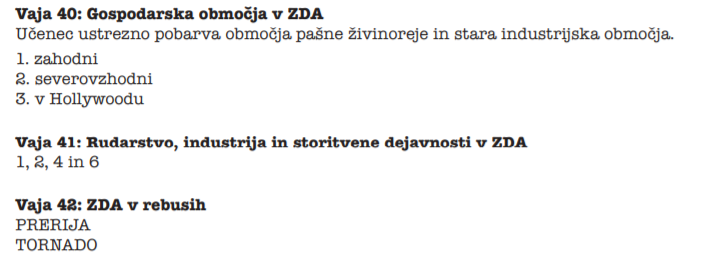 Vaja 40: Gospodarska območja v ZDA
Učenec ustrezno pobarva območja pašne živinoreje in stara industrijska območja.
1. zahodni
2. severovzhodni
3. v Hollywoodu
Vaja 41: Rudarstvo, industrija in storitvene dejavnosti v ZDA
1, 2, 4 in 6
Vaja 42: ZDA v rebusih
PRERIJA
TORNADO